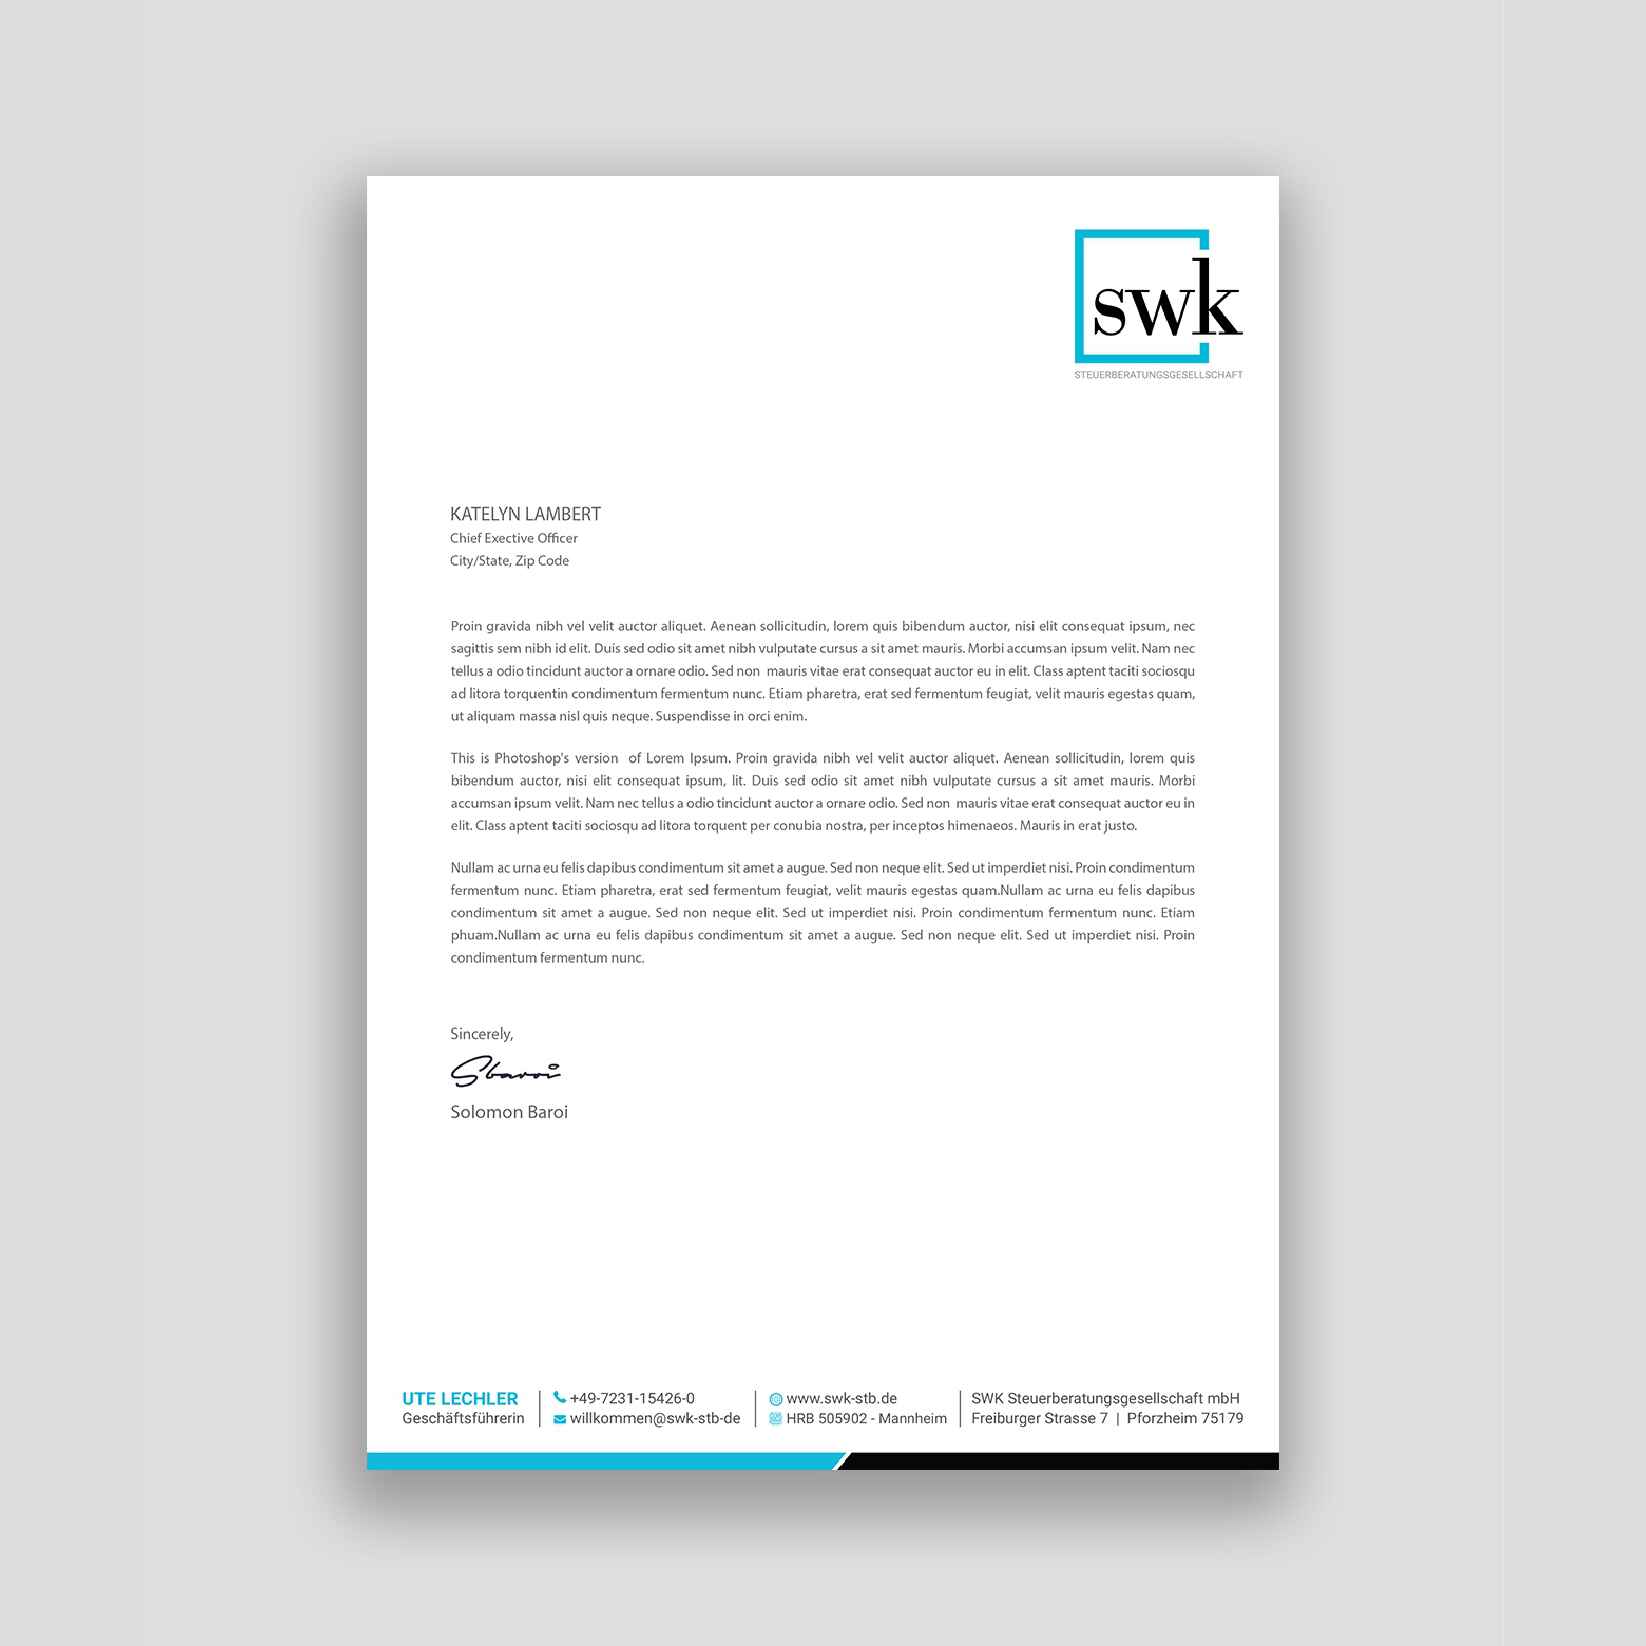 swk
STEUERBERATUNGSGESELLSCHAFT
KATELYN LAMBERT
Chief Exective Officer
City/State, Zip Code
Proin gravida nibh vel velit auctor aliquet. Aenean sollicitudin, lorem quis bibendum auctor, nisi elit consequat ipsum, nec
sagittis sem nibh id elit. Duis sed odio sit amet nibh vulputate cursus a sit amet mauris. Morbi accumsan ipsum velit. Nam nec
tellus a odio tincidunt auctor a ornare odio. Sed non mauris vitae erat consequat auctor eu in elit. Class aptent taciti sociosqu
ad litora torquentin condimentum fermentum nunc. Etiam pharetra, erat sed fermentum feugiat, velit mauris egestas quam,
ut aliquam massa nisl quis neque. Suspendisse in orci enim.
This is Photoshop's version of Lorem Ipsum. Proin gravida nibh vel velit auctor aliquet. Aenean sollicitudin, lorem quis
bibendum auctor, nisi elit consequat ipsum, lit. Duis sed odio sit amet nibh vulputate cursus a sit amet mauris. Morbi
accumsan ipsum velit. Nam nec tellus a odio tincidunt auctor a ornare odio. Sed non mauris vitae erat consequat auctor eu in
elit. Class aptent taciti sociosqu ad litora torquent per conubia nostra, per inceptos himenaeos. Mauris in erat justo.
Nullam ac urna eu felis dapibus condimentum sit amet a augue. Sed non neque elit. Sed ut imperdiet nisi. Proin condimentum
fermentum nunc. Etiam pharetra, erat sed fermentum feugiat, velit mauris egestas quam.Nullam ac urna eu felis dapibus
condimentum sit amet a augue. Sed non neque elit. Sed ut imperdiet nisi. Proin condimentum fermentum nunc. Etiam
phuam.Nullam ac urna eu felis dapibus condimentum sit amet a augue. Sed non neque elit. Sed ut imperdiet nisi. Proin
condimentum fermentum nunc.
Sincerely,
Sbaroi
Solomon Baroi
UTE LECHLER
Geschäftsführerin
+49-7231-15426-0
willkommen@swk-stb-de
www.swk-stb.de
HRB 505902 - Mannheim
SWK Steuerberatungsgesellschaft mbH
Freiburger Strasse 7 | Pforzheim 75179